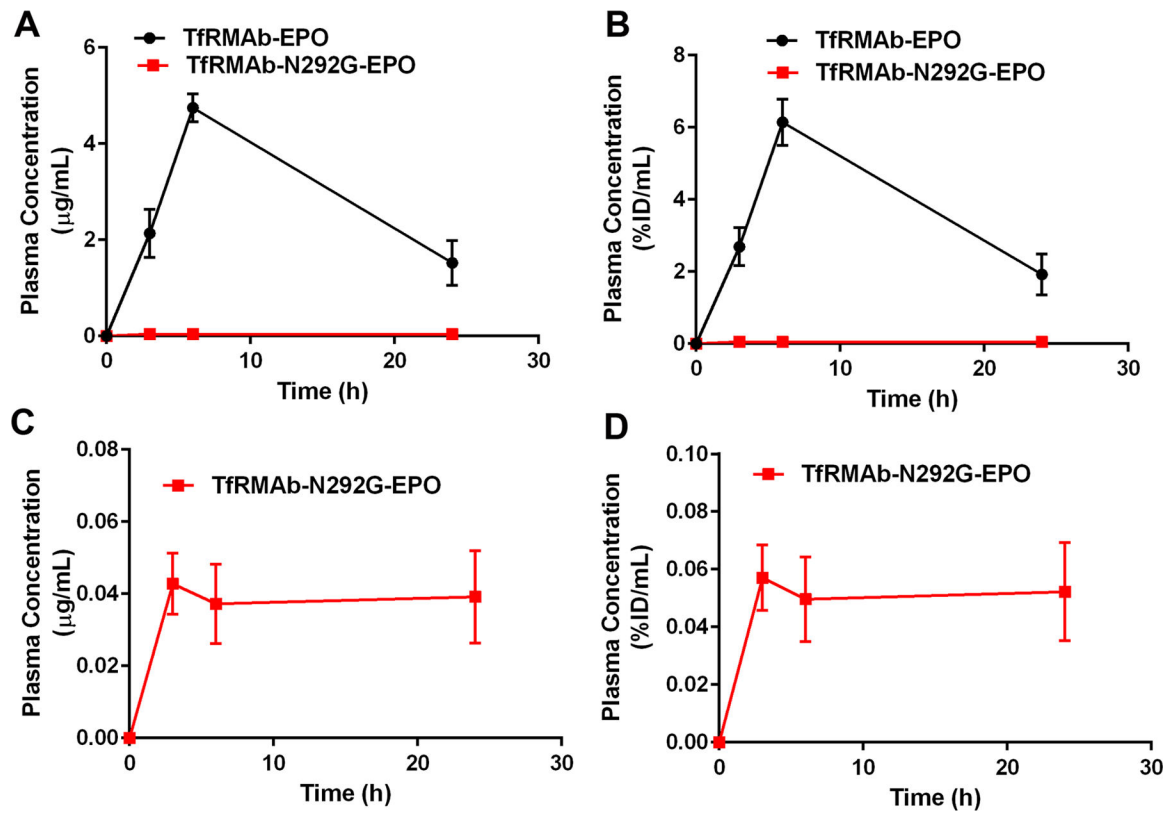 A
TfRMAb-EPO
TfRMAb-N292G-EPO
Plasma Concentration
(μg/mL)
6
4
2
0
0 10 20 30
Time (h)
B
TfRMAb-EPO
TfRMAb-N292G-EPO
Plasma Concentration
(%ID/mL)
8
6
4
2
0
0 10 20 30
Time (h)
C
TfRMAb-N292G-EPO
Plasma Concentration
(μg/mL)
0.08
0.06
0.04
0.02
0.00
0 10 20 30
Time (h)
D
TfRMAb-N292G-EPO
Plasma Concentration
(%ID/mL)
0.10
0.08
0.06
0.04
0.02
0.00
0 10 20 30
Time (h)